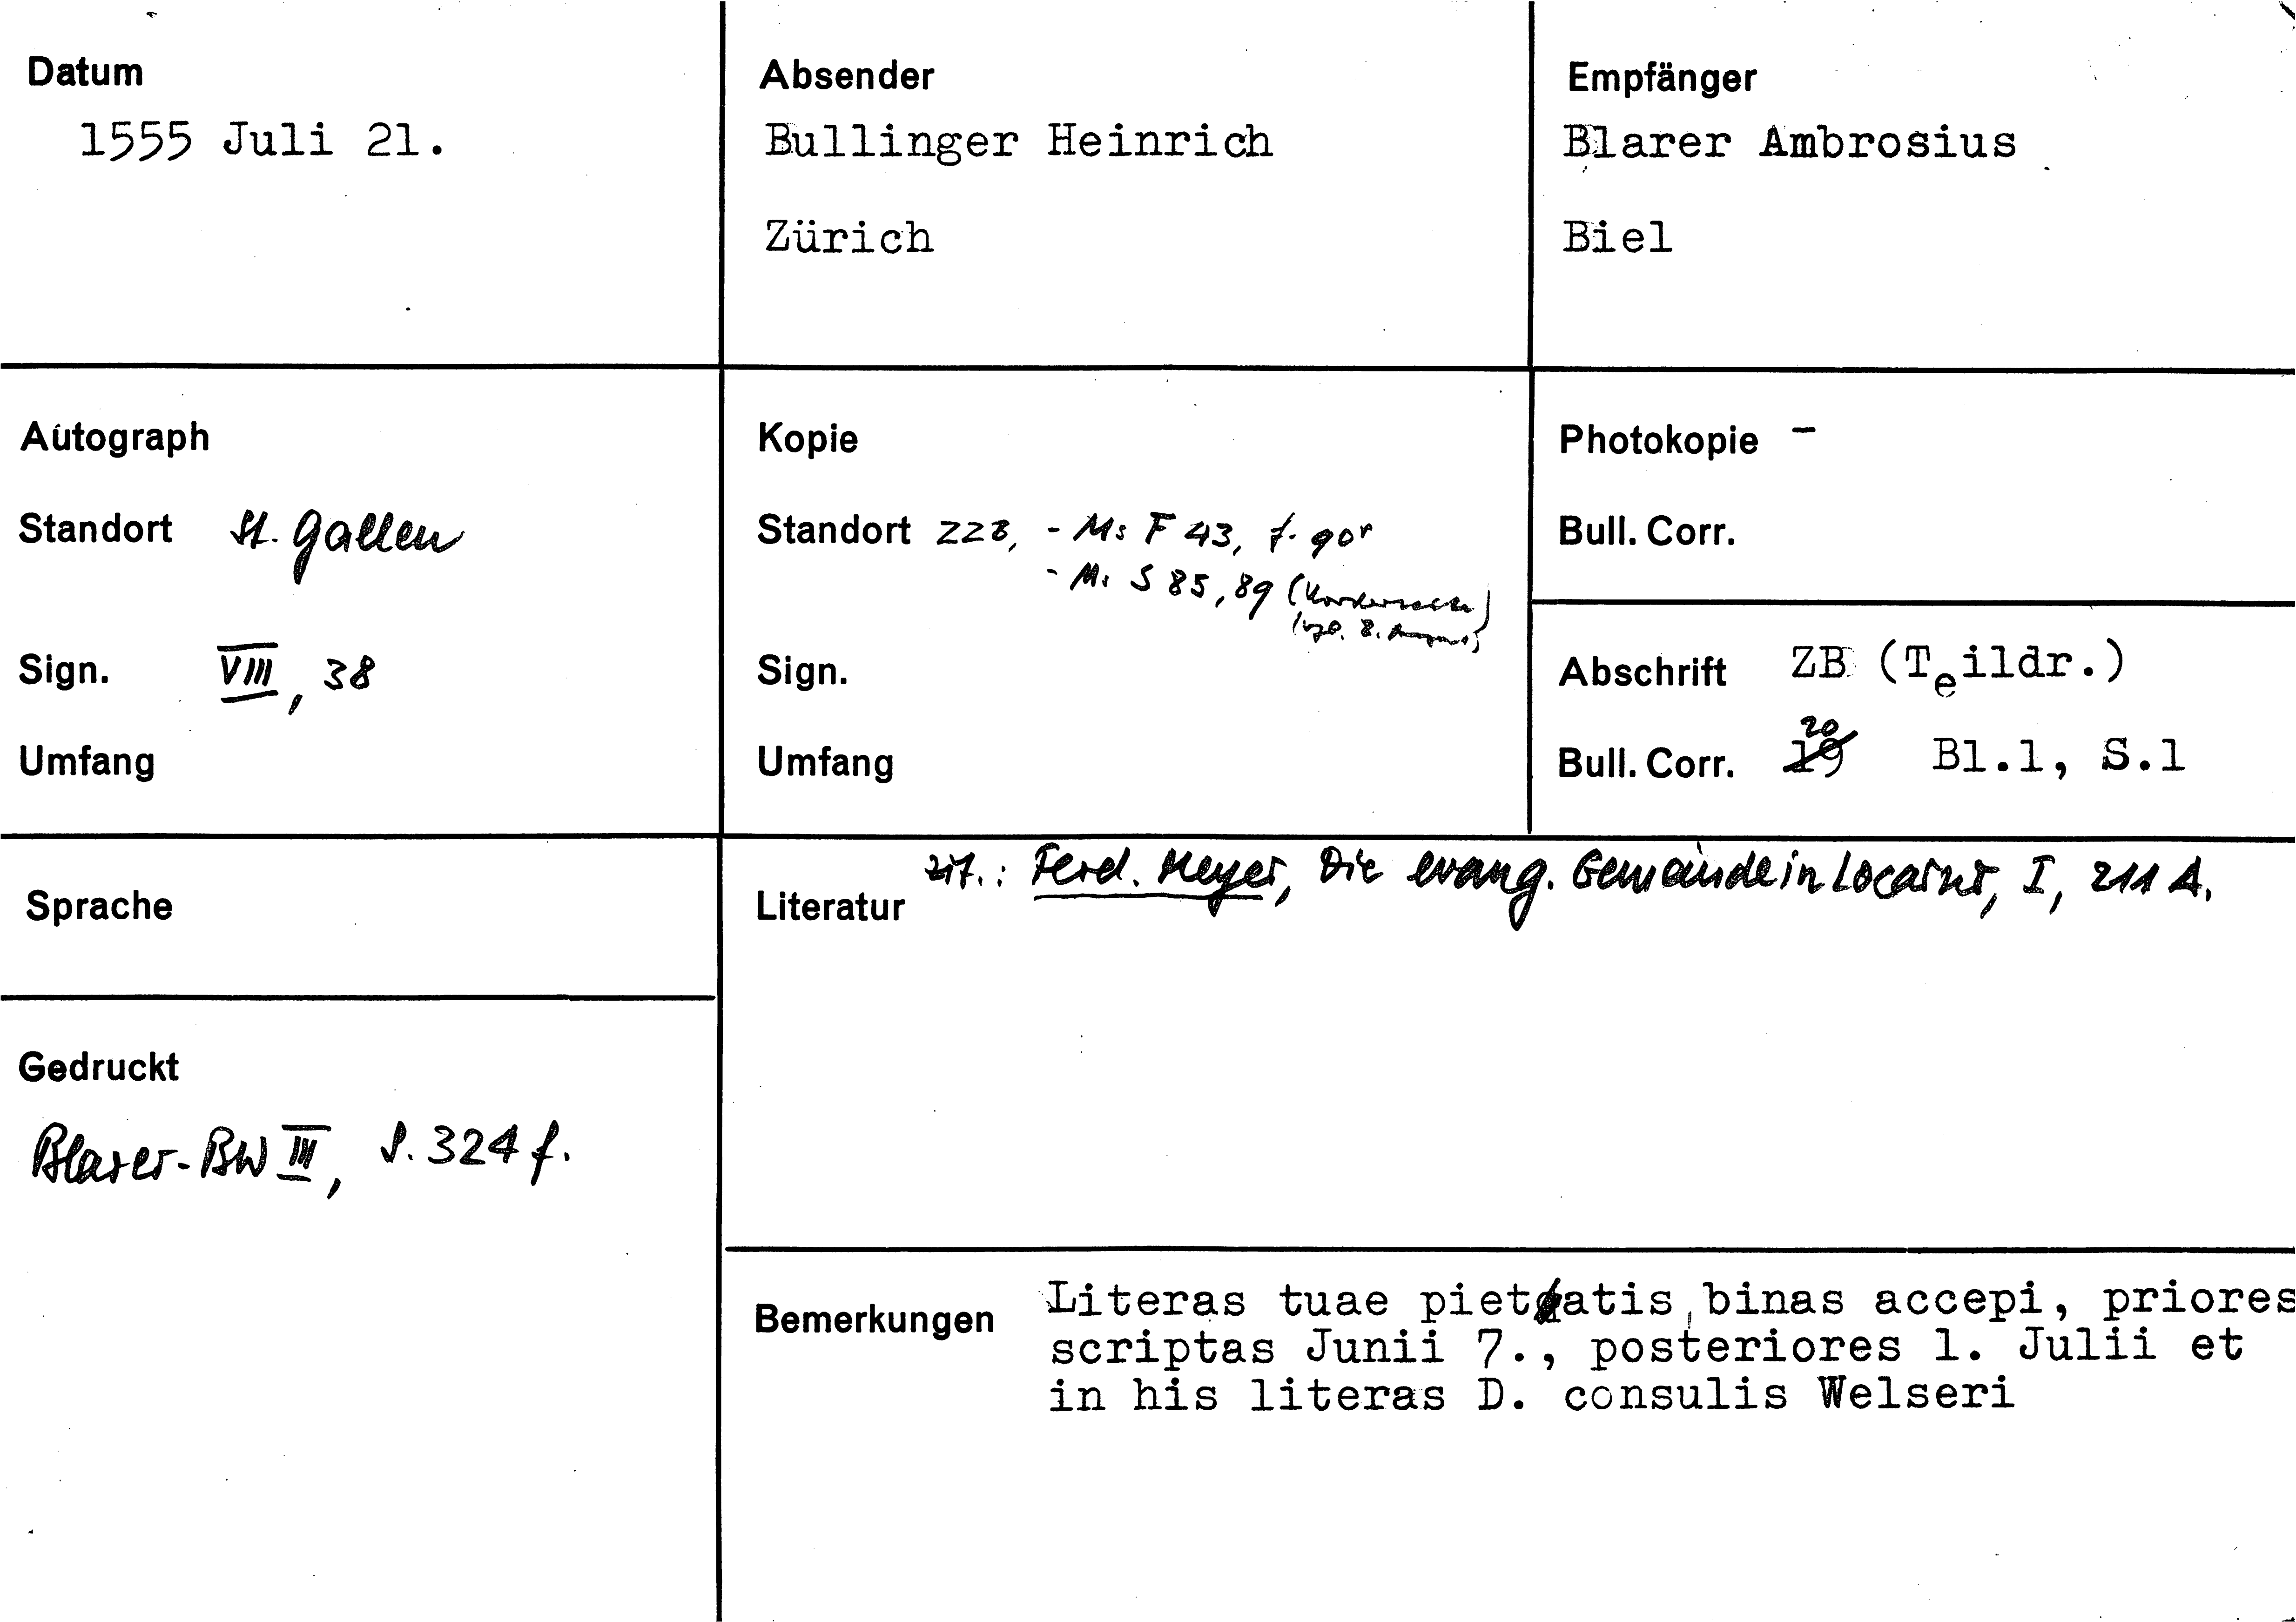 Datum
1555 Juli 21.
Absender
Bullinger Heinrich
Zürich
Empfänger
Blarer Ambrosius
Biel
Autograph
Standort St. Gallen
Sign. VIII, 38
Umfang
Kopie
Standort ZZB, - Ms F 43, f. 90r
- Ms S 85, 89
Sign.
Umfang
Photokopie -
Bull. Corr.
Abschrift ZB (Teildr.)
20
Bull. Corr. 19 Bl.1, S.1
Sprache
Gedruckt
Blarer-BW III, S. 324 f.
zit.: Ferd. Meyer, Die evang. Gemeinde in Locarno, I, 211 A.
Literatur
Bemerkungen Literas tuae pietatis binas accepi, priores
scriptas Junii 7., posteriores 1. Julii et
in his literas D. consulis Welseri